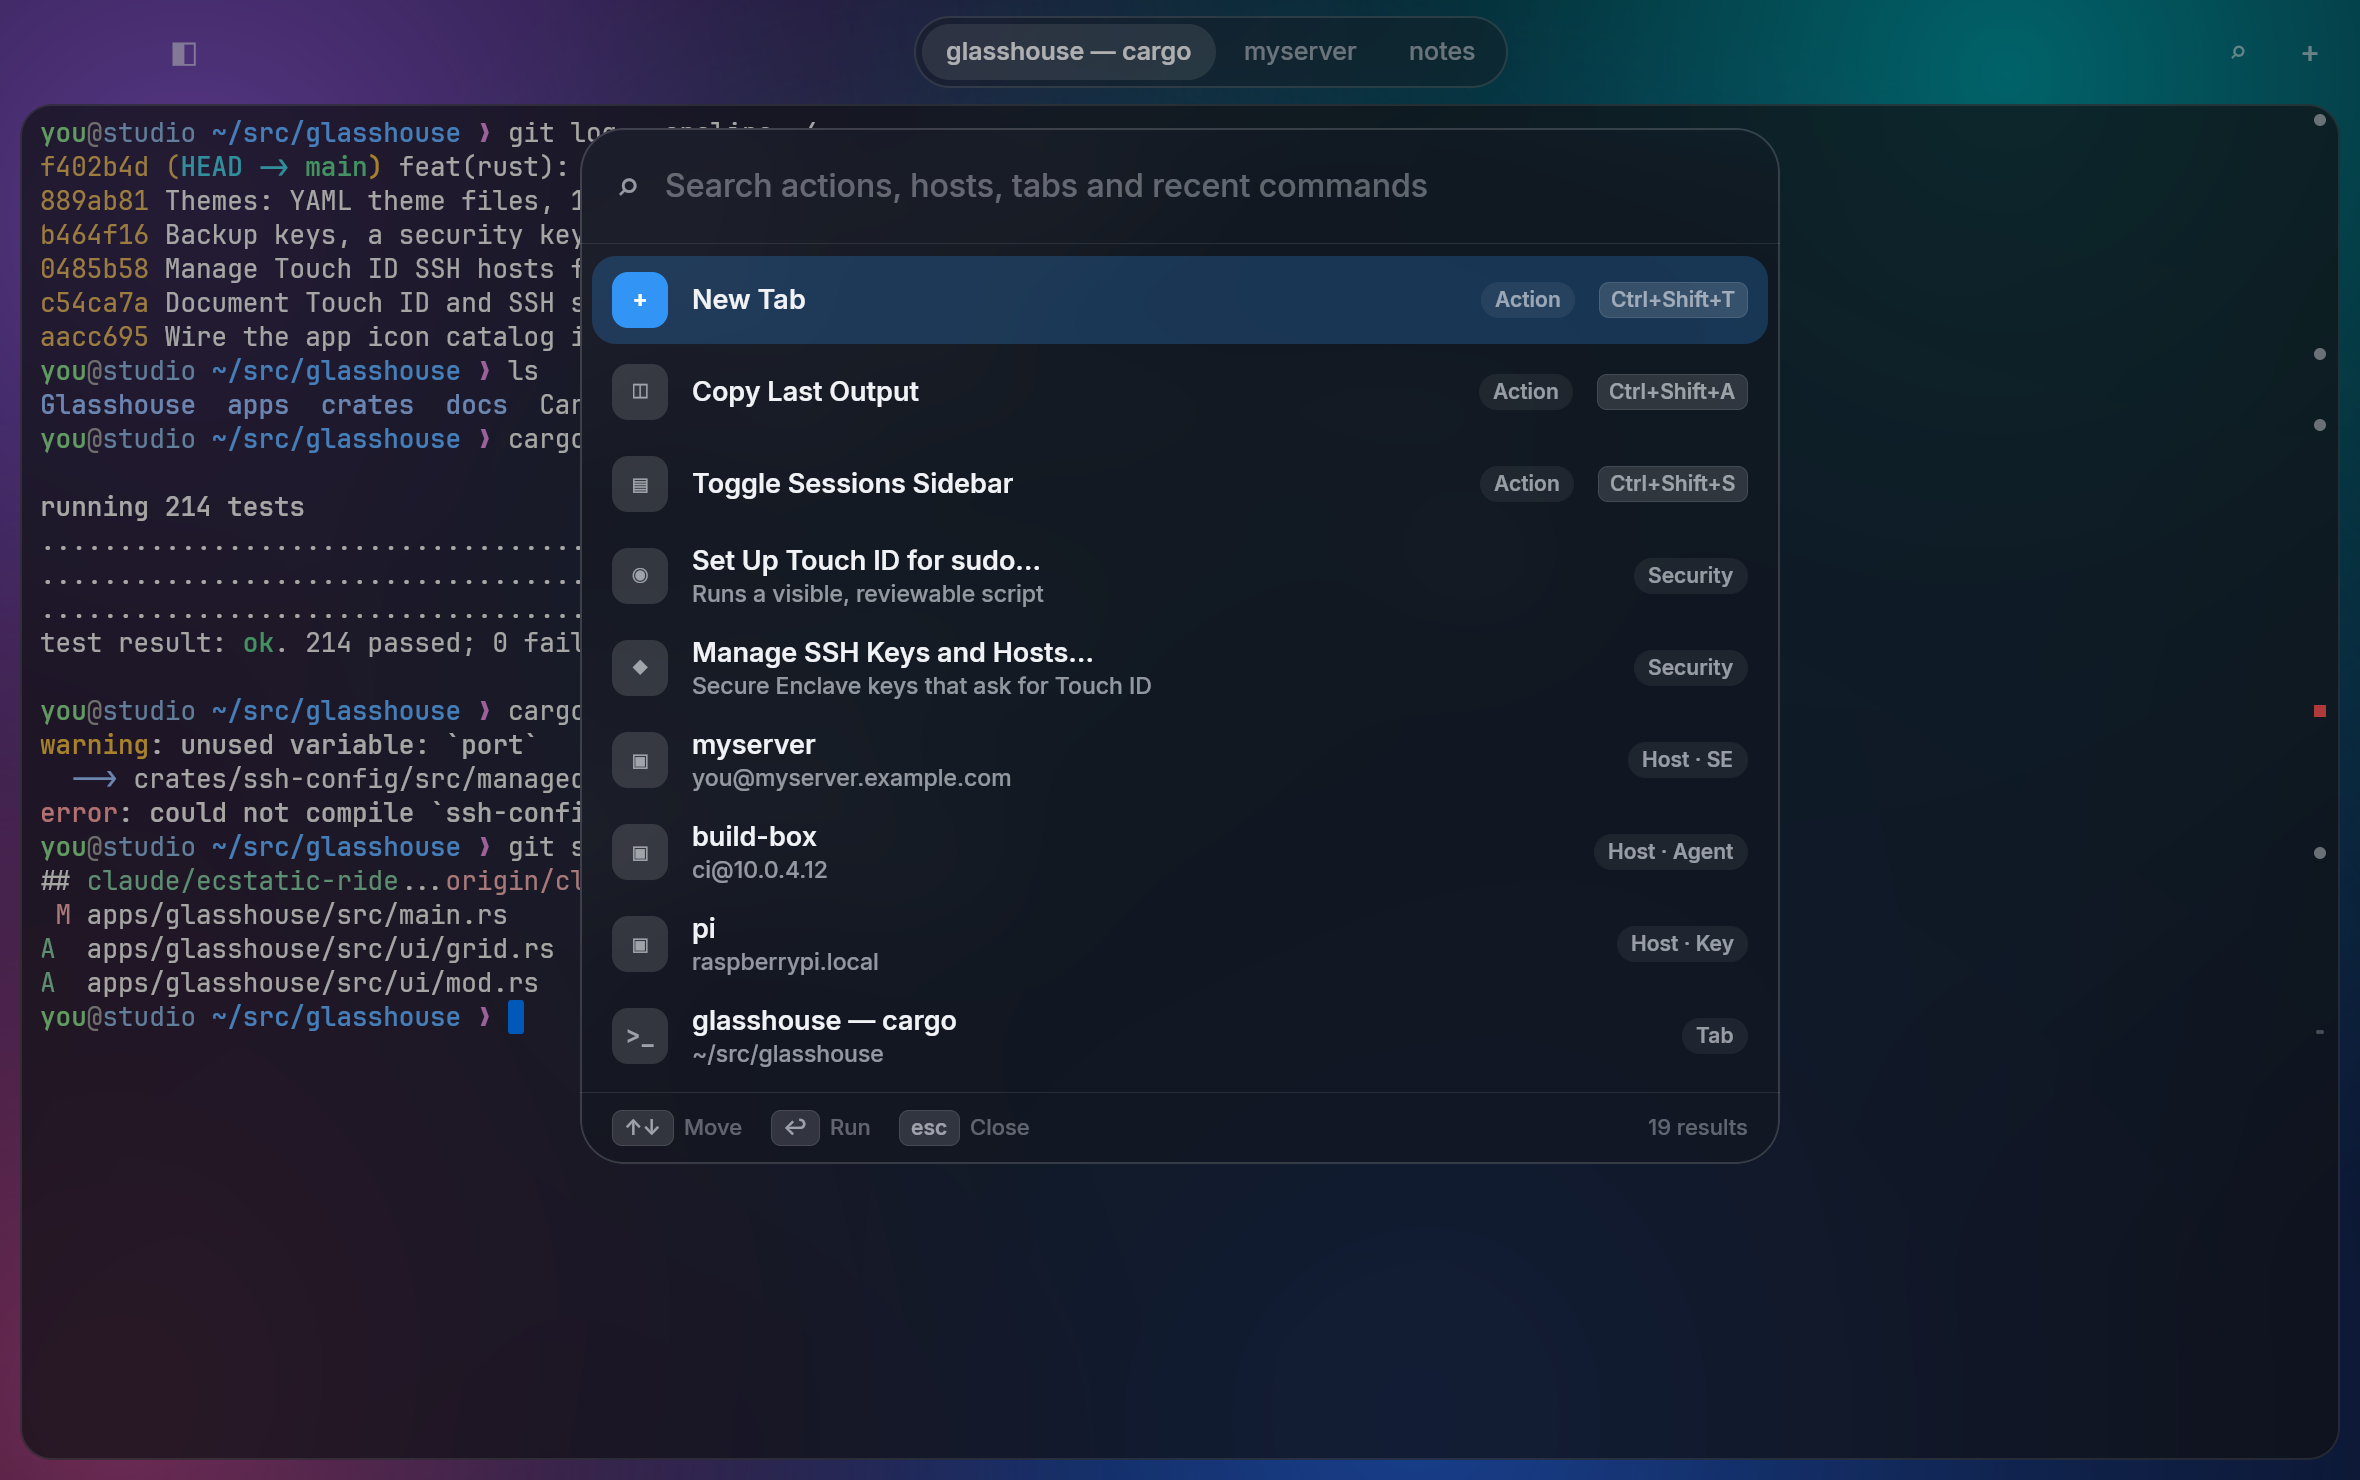 glasshouse — cargo
myserver
notes
you@studio ~/src/glasshouse ❯ git log
f402b4d (HEAD -> main) feat(rust):
889ab81 Themes: YAML theme files, 1
b464f16 Backup keys, a security key
0485b58 Manage Touch ID SSH hosts f
c54ca7a Document Touch ID and SSH s
aacc695 Wire the app icon catalog i
you@studio ~/src/glasshouse ❯ ls
Glasshouse  apps  crates  docs  Car
you@studio ~/src/glasshouse ❯ cargo
running 214 tests
...................................
...................................
...................................
test result: ok. 214 passed; 0 fail
you@studio ~/src/glasshouse ❯ cargo
warning: unused variable: `port`
--> crates/ssh-config/src/managed
error: could not compile `ssh-confi
you@studio ~/src/glasshouse ❯ git s
## claude/ecstatic-ride...origin/cl
M apps/glasshouse/src/main.rs
A  apps/glasshouse/src/ui/grid.rs
A  apps/glasshouse/src/ui/mod.rs
you@studio ~/src/glasshouse ❯
Search actions, hosts, tabs and recent commands
New Tab Action Ctrl+Shift+T
Copy Last Output Action Ctrl+Shift+A
Toggle Sessions Sidebar Action Ctrl+Shift+S
Set Up Touch ID for sudo... Security
Runs a visible, reviewable script
Manage SSH Keys and Hosts... Security
Secure Enclave keys that ask for Touch ID
myserver Host · SE
you@myserver.example.com
build-box Host · Agent
ci@10.0.4.12
pi Host · Key
raspberrypi.local
>_ glasshouse — cargo Tab
~/src/glasshouse
↑↓ Move ↩ Run esc Close 19 results